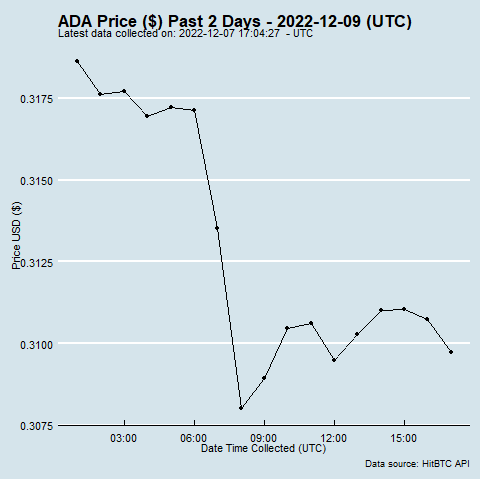 ADA Price ($) Past 2 Days - 2022-12-09 (UTC)
Latest data collected on: 2022-12-07 17:04:27  - UTC
Price USD ($)
0.3175
0.3150
0.3125
0.3100
0.3075
03:00 06:00 09:00 12:00 15:00
Date Time Collected (UTC)
Data source: HitBTC API